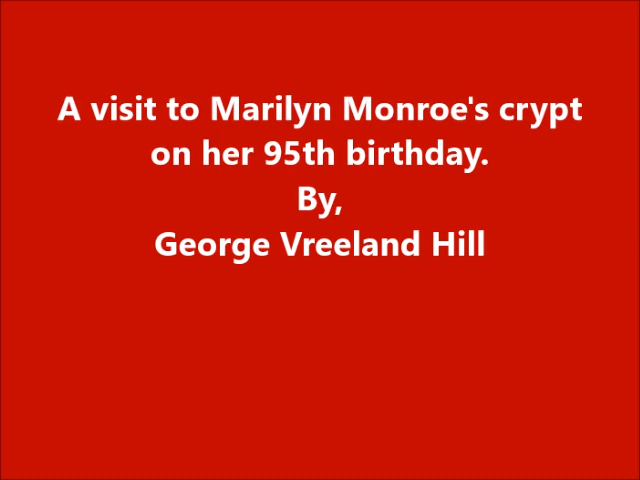 A visit to Marilyn Monroe's crypt
on her 95th birthday.
By,
George Vreeland Hill